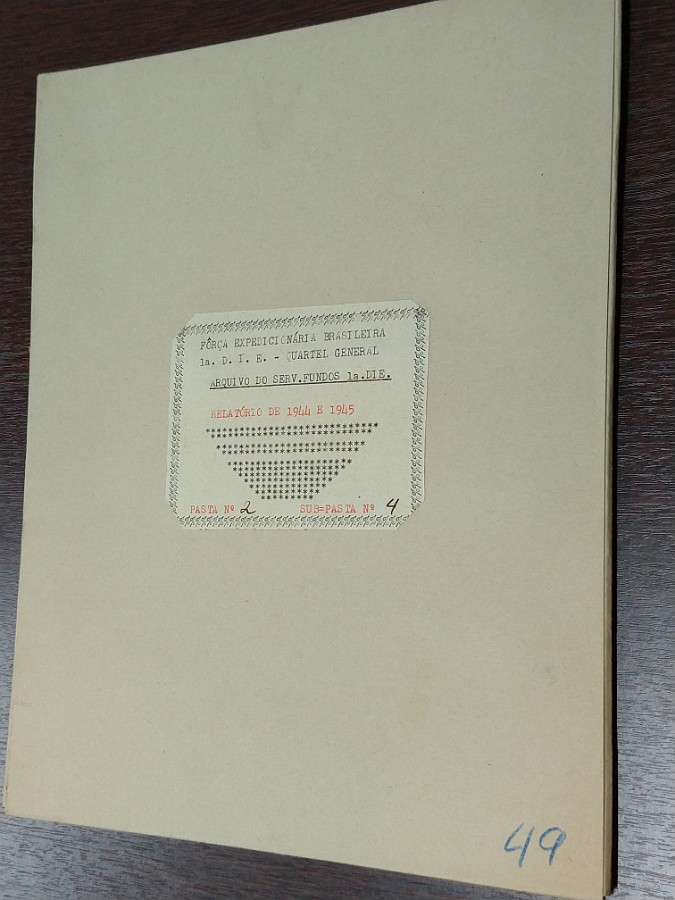 FÔRÇA EXPEDICIONÁRIA BRASILEIRA
1a. D. I. E. - QUARTEL GENERAL
ARQUIVO DO SERV.FUNDOS 1a.DIE.
RELATÓRIO DE 1944 E 1945
PASTA Nº 2 SUB=PASTA Nº 4
49